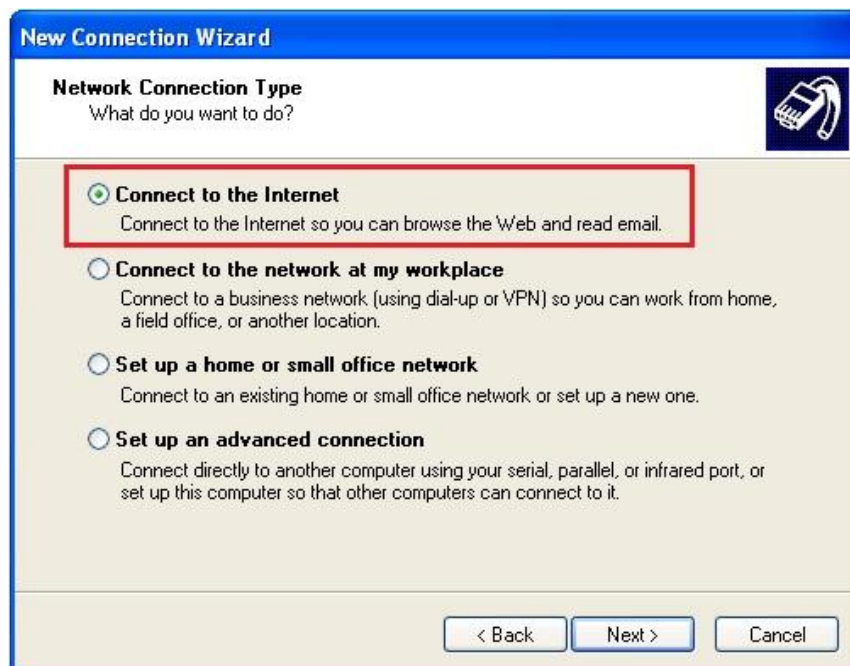 New Connection Wizard
Network Connection Type
What do you want to do?
Connect to the Internet
Connect to the Internet so you can browse the Web and read email.
Connect to the network at my workplace
Connect to a business network (using dial-up or VPN) so you can work from home,
a field office, or another location.
Set up a home or small office network
Connect to an existing home or small office network or set up a new one.
Set up an advanced connection
Connect directly to another computer using your serial, parallel, or infrared port, or
set up this computer so that other computers can connect to it.
< Back Next > Cancel